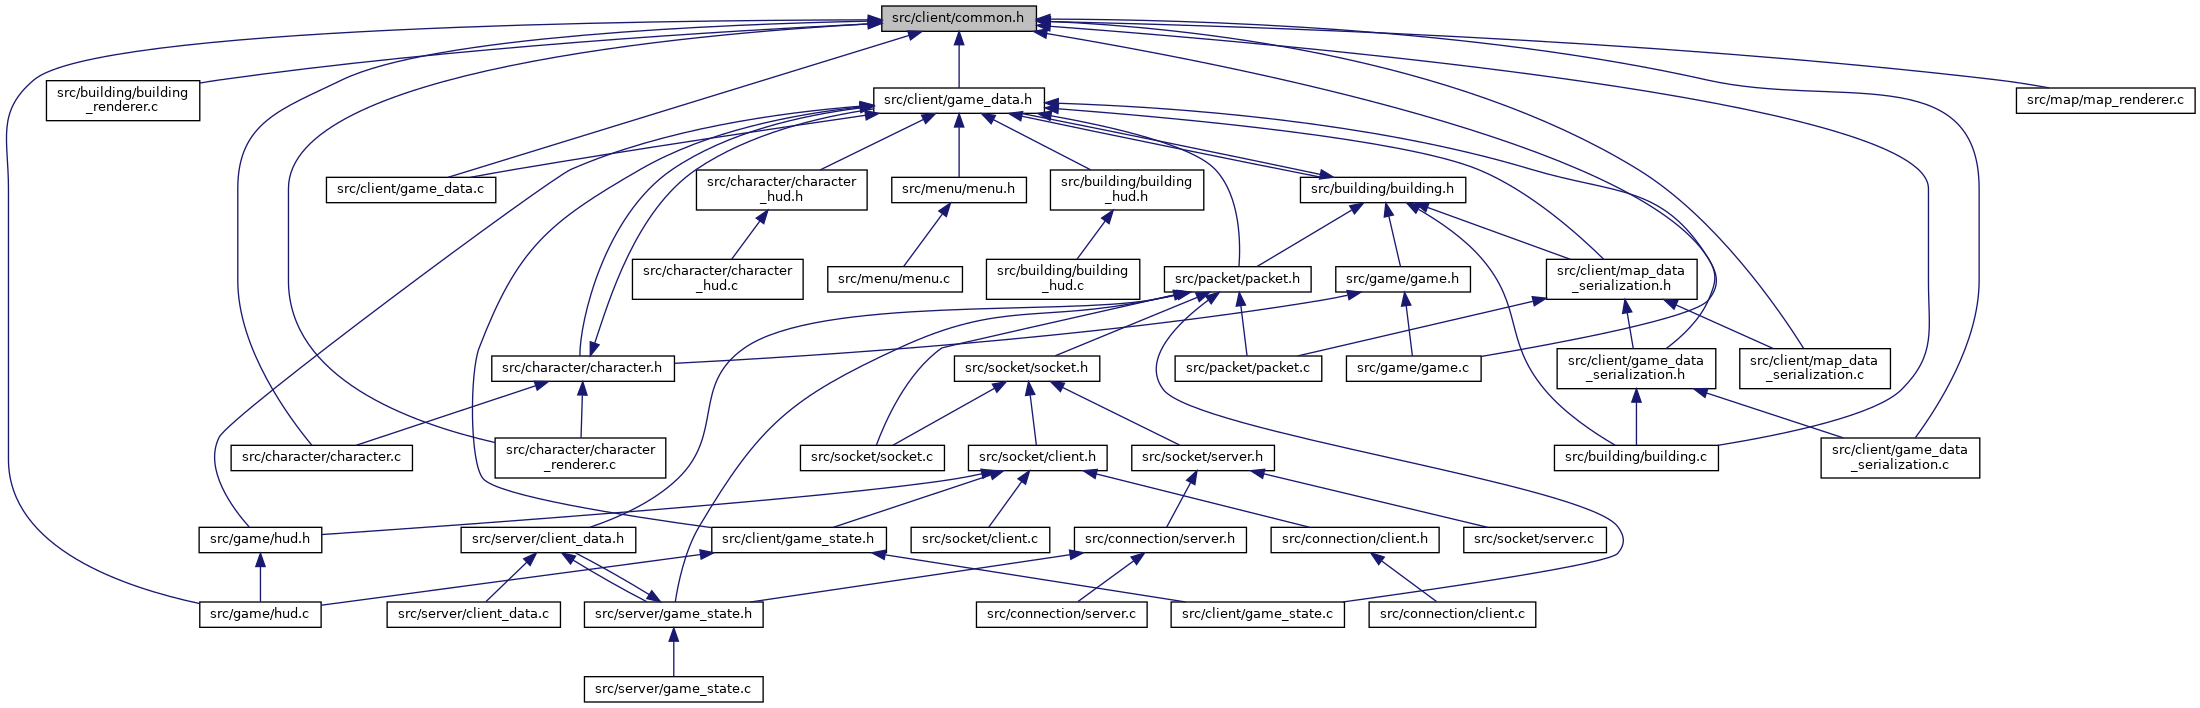 src/client/common.h
src/building/building
_renderer.c
src/client/game_data.h
src/map/map_renderer.c
src/client/game_data.c
src/character/character
_hud.h
src/menu/menu.h
src/building/building
_hud.h
src/building/building.h
src/character/character
_hud.c
src/menu/menu.c
src/building/building
_hud.c
src/packet/packet.h
src/game/game.h
src/client/map_data
_serialization.h
src/character/character.h
src/socket/socket.h
src/packet/packet.c
src/game/game.c
src/client/game_data
_serialization.h
src/client/map_data
_serialization.c
src/character/character.c
src/character/character
_renderer.c
src/socket/socket.c
src/socket/client.h
src/socket/server.h
src/building/building.c
src/client/game_data
_serialization.c
src/game/hud.h
src/server/client_data.h
src/client/game_state.h
src/socket/client.c
src/connection/server.h
src/connection/client.h
src/socket/server.c
src/game/hud.c
src/server/client_data.c
src/server/game_state.h
src/connection/server.c
src/client/game_state.c
src/connection/client.c
src/server/game_state.c